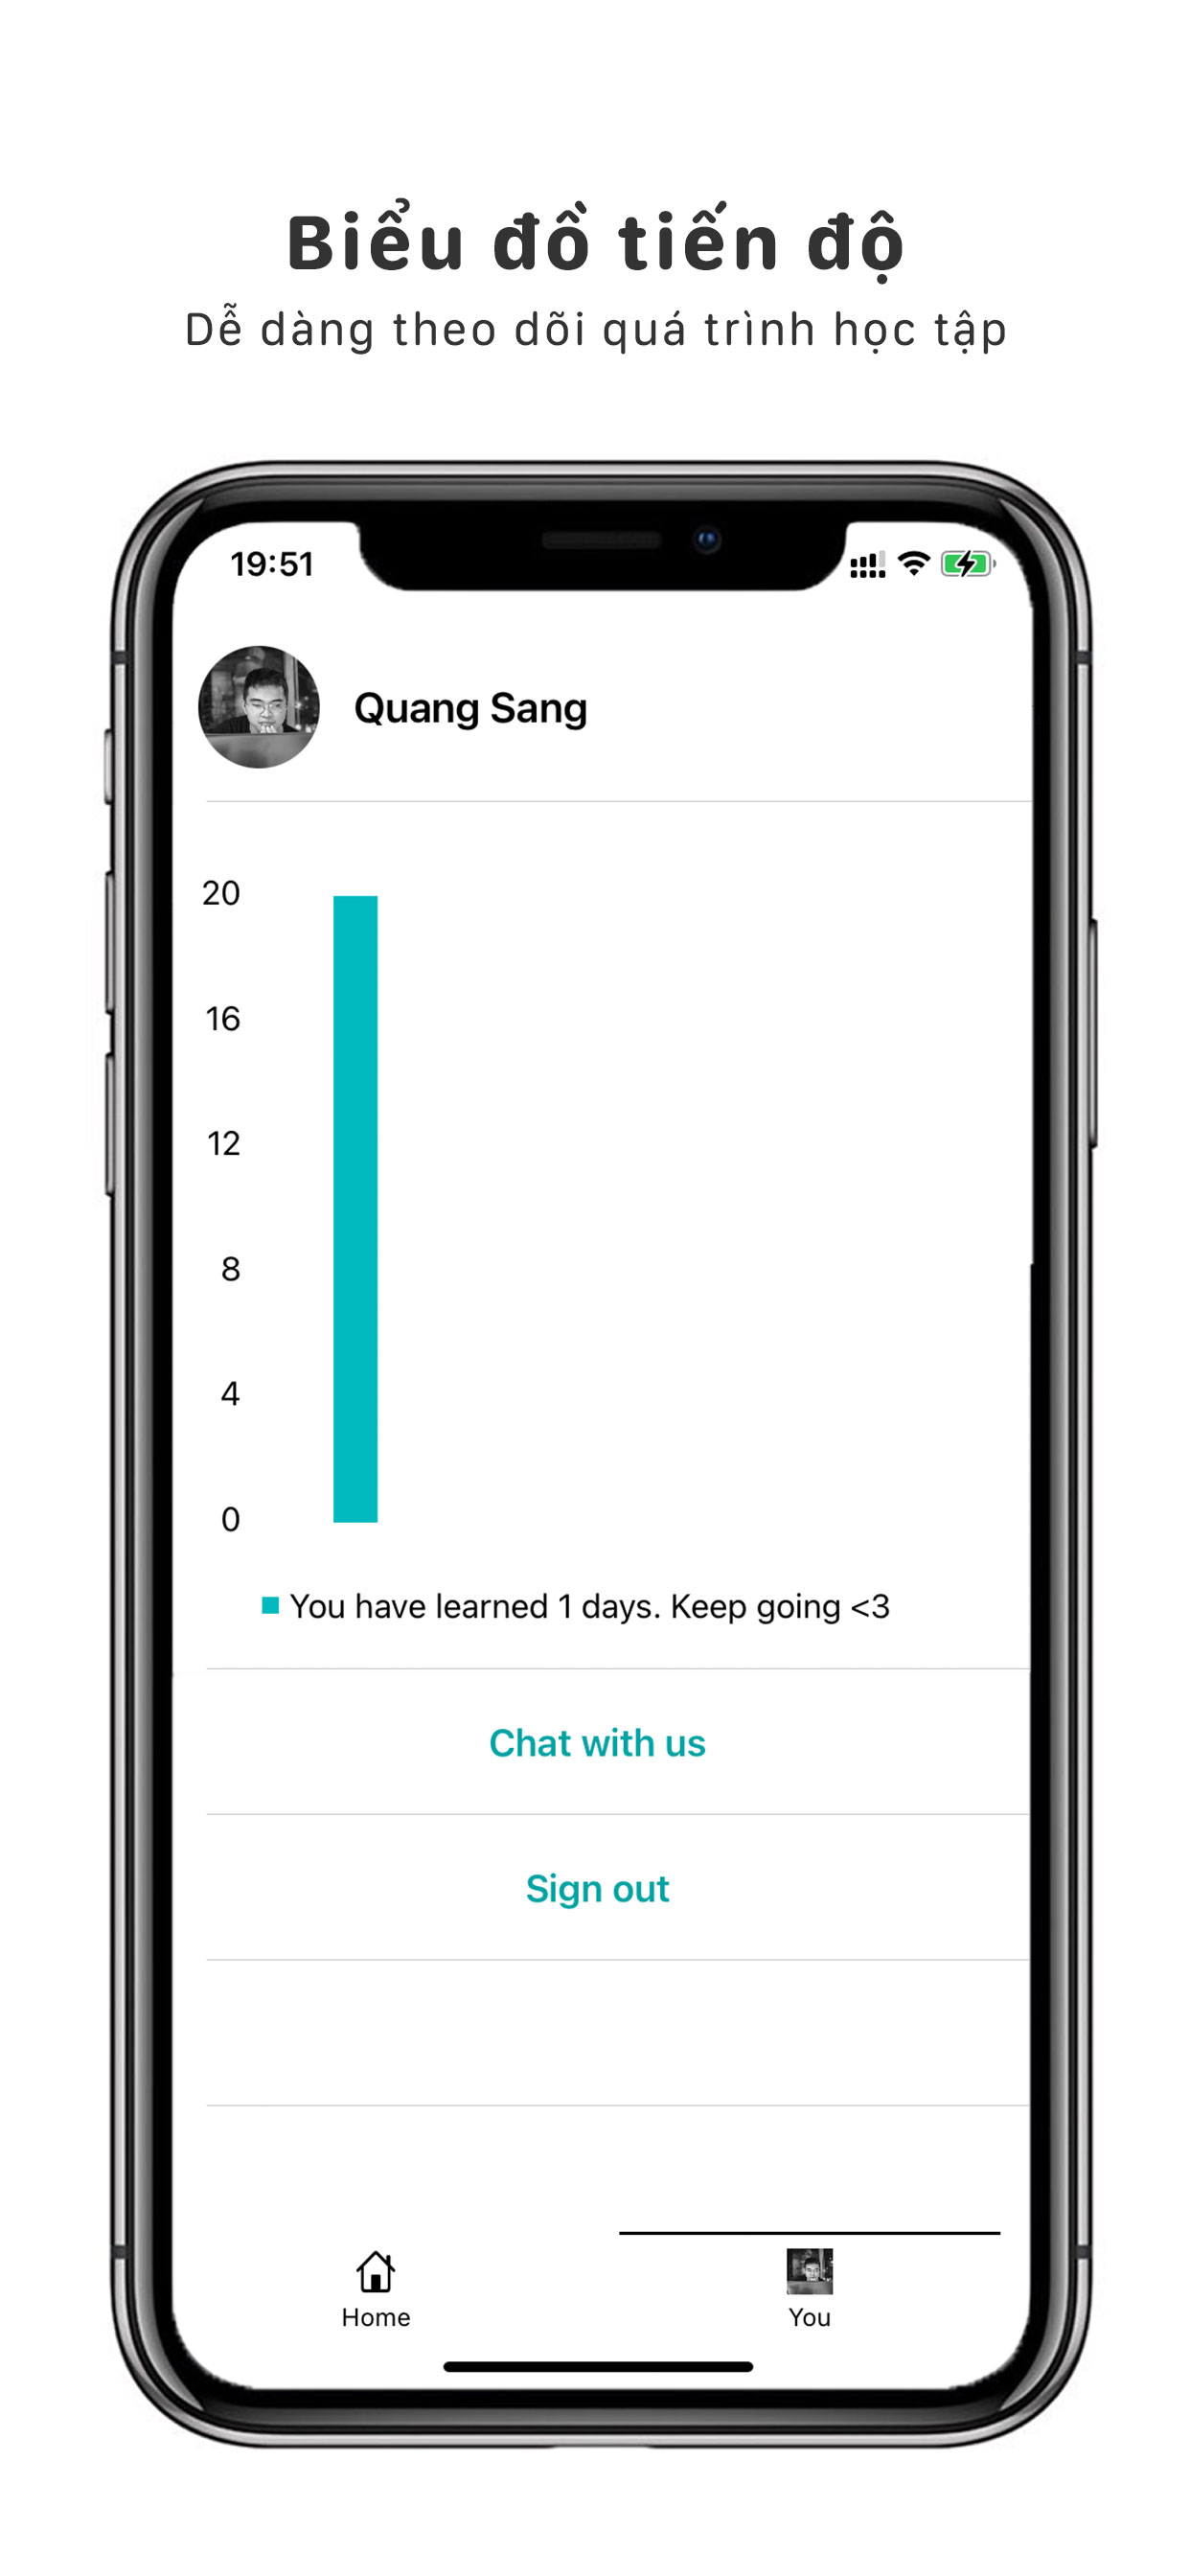 Biểu đồ tiến độ
Dễ dàng theo dõi quá trình học tập
19:51
Quang Sang
20
16
12
8
4
0
You have learned 1 days. Keep going <3
Chat with us
Sign out
Home
You